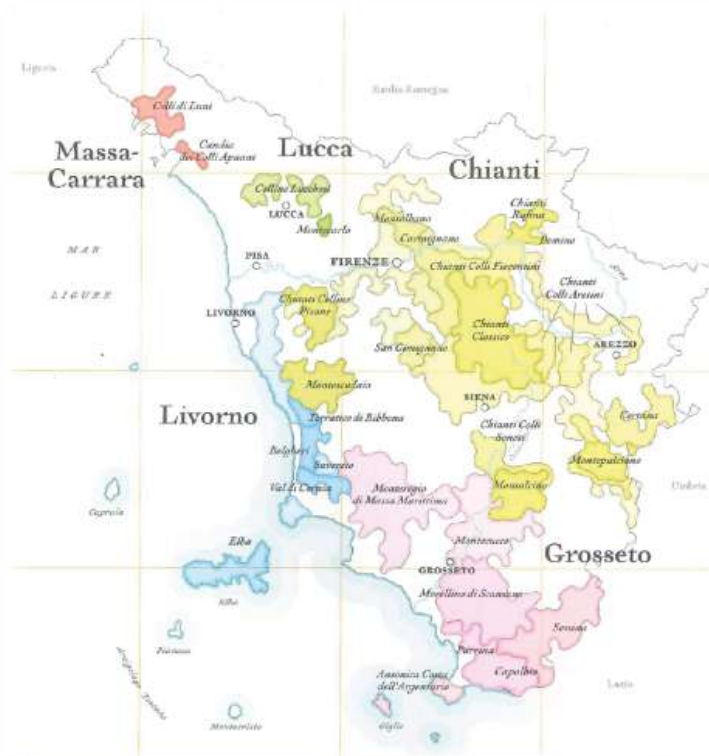 Liguria
Emilia Romagna
Colli di Luni
Massa-
Carrara
Candia
dei Colli Apuani
Lucca
Chianti
Colline Lucchesi
LUCCA
Montecarlo
Chianti
Rufina
Pomino
Carmignano
MAR
LIGURE
PISA
FIRENZE
Chianti Colli Fiorentini
Arno
Chianti
Colli Aretini
LIVORNO
Chianti Colline
Pisane
Chianti
Classico
San Gimignano
AREZZO
Montescudaio
SIENA
Cortona
Livorno
Terratico di Bibbona
Chianti Colli
Senesi
Bolgheri
Suvereto
Montepulciano
Val di Cornia
Monteregio
di Massa Marittima
Montalcino
Umbria
Capraia
Montecucco
Elba
Grosseto
GROSSETO
Elba
Morellino di Scansano
Pianosa
Sovana
Parrina
Capalbio
Ansonica Costa
dell'Argentario
Lazio
Arcipelago Toscano
Montecristo
Giglio